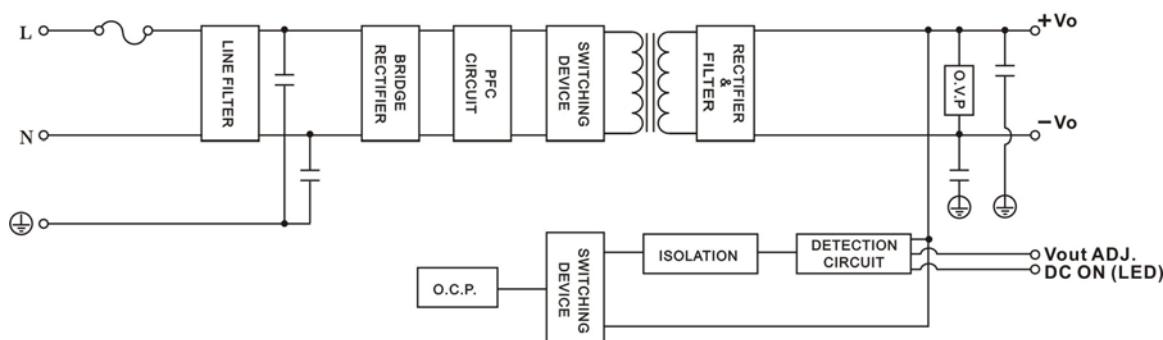 L
N
LINE FILTER
BRIDGE
RECTIFIER
PFC
CIRCUIT
SWITCHING
DEVICE
RECTIFIER
&
FILTER
O.V.P
+Vo
-Vo
O.C.P.
SWITCHING
DEVICE
ISOLATION
DETECTION
CIRCUIT
Vout ADJ.
DC ON (LED)